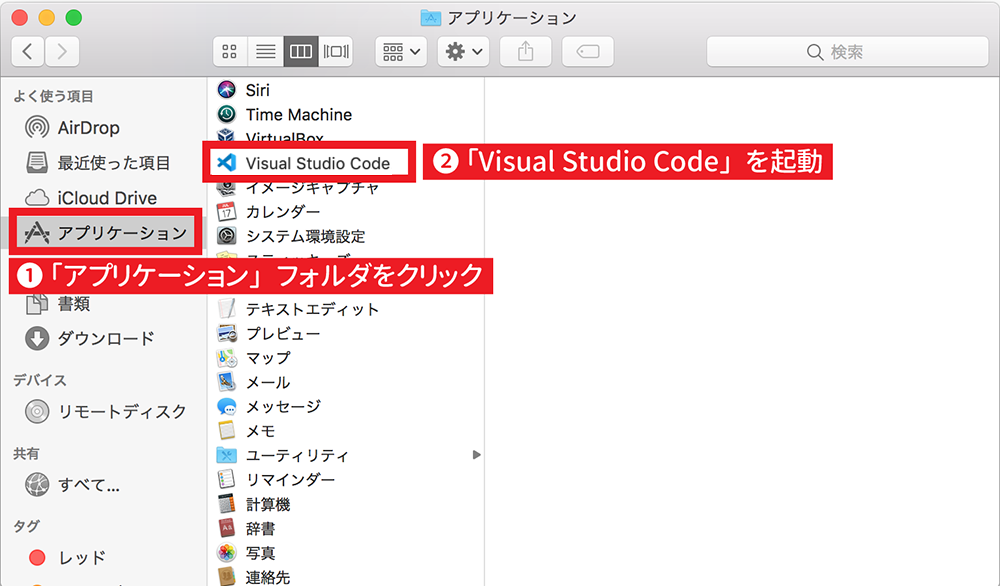 アプリケーション
検索
よく使う項目
AirDrop
最近使った項目
iCloud Drive
アプリケーション
❶「アプリケーション」フォルダをクリック
書類
ダウンロード
デバイス
リモートディスク
共有
すべて...
タグ
レッド
Siri
Time Machine
VirtualBox
Visual Studio Code
❷「Visual Studio Code」を起動
イメージキャプチャ
カレンダー
システム環境設定
テキストエディット
プレビュー
マップ
メール
メッセージ
メモ
ユーティリティ
リマインダー
計算機
辞書
写真
連絡先